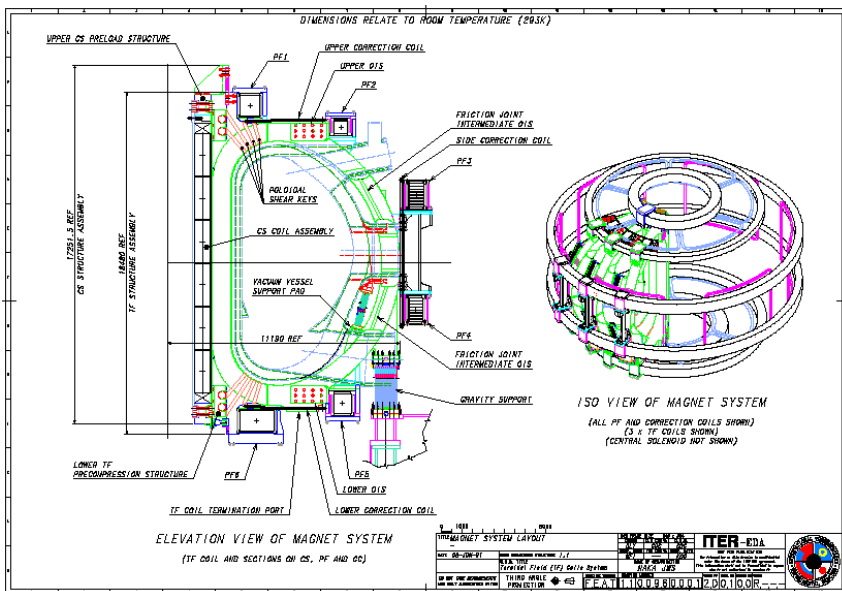 DIMENSIONS RELATE TO ROOM TEMPERATURE (293K)
UPPER CS PRELOAD STRUCTURE
PF1
UPPER CORRECTION COIL
UPPER OIS
PF2
FRICTION JOINT
INTERMEDIATE OIS
SIDE CORRECTION COIL
PF3
POLOIDAL
SHEAR KEYS
CS COIL ASSEMBLY
17251.5 REF
CS STRUCTURE ASSEMBLY
TF STRUCTURE ASSEMBLY
VACUUM VESSEL
SUPPORT PAD
11190 REF
PF4
FRICTION JOINT
INTERMEDIATE OIS
GRAVITY SUPPORT
LOWER TF
PRECOMPRESSION STRUCTURE
PF6
PF5
LOWER OIS
TF COIL TERMINATION PORT
LOWER CORRECTION COIL
ELEVATION VIEW OF MAGNET SYSTEM
(TF COIL AND SECTIONS ON CS, PF AND CC)
ISO VIEW OF MAGNET SYSTEM
(ALL PF AND CORRECTION COILS SHOWN)
(3 x TF COILS SHOWN)
(CENTRAL SOLENOID NOT SHOWN)
TITLE MAGNET SYSTEM LAYOUT
Toroidal Field (TF) Coils System
THIRD ANGLE
PROJECTION
NAKA JWS
ITER-EDA